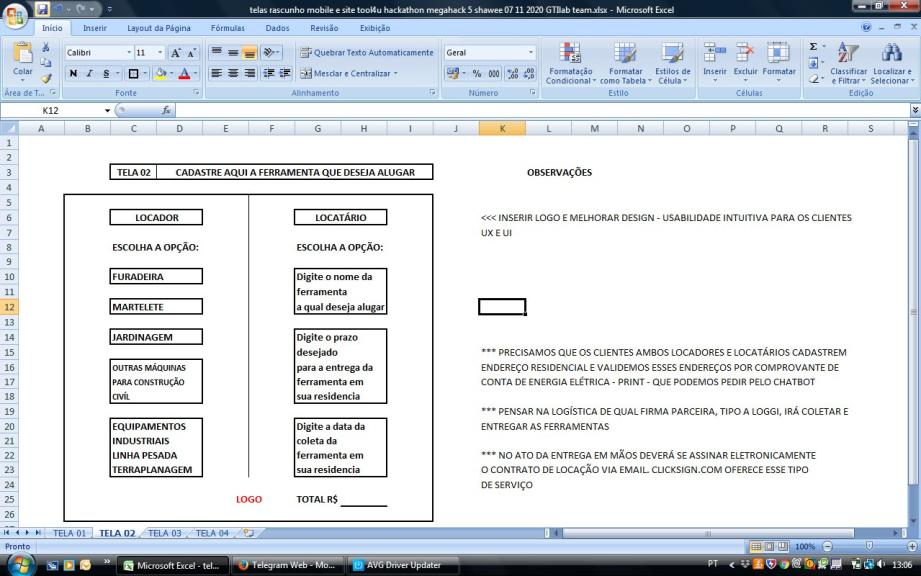 telas rascunho mobile e site tool4u hackathon megahack 5 shawee 07 11 2020 GTIlab team.xlsx - Microsoft Excel
Início Inserir Layout da Página Fórmulas Dados Revisão Exibição
Colar
Calibri 11
Quebrar Texto Automaticamente
Geral
N I S
Mesclar e Centralizar
% 000
Formatação Condicional
Formatar como Tabela
Estilos de Célula
Inserir Excluir Formatar
Classificar e Filtrar
Localizar e Selecionar
Área de T... Fonte Alinhamento Número Estilo Células Edição
K12 fx
A B C D E F G H I J K L M N O P Q R S
1
2
3 TELA 02 CADASTRE AQUI A FERRAMENTA QUE DESEJA ALUGAR OBSERVAÇÕES
4
5
6 LOCADOR LOCATÁRIO <<< INSERIR LOGO E MELHORAR DESIGN - USABILIDADE INTUITIVA PARA OS CLIENTES
7 UX E UI
8 ESCOLHA A OPÇÃO: ESCOLHA A OPÇÃO:
9
10 FURADEIRA Digite o nome da
11 ferramenta
12 MARTELETE a qual deseja alugar
13
14 JARDINAGEM Digite o prazo
15 desejado *** PRECISAMOS QUE OS CLIENTES AMBOS LOCADORES E LOCATÁRIOS CADASTREM
16 OUTRAS MÁQUINAS para a entrega da ENDEREÇO RESIDENCIAL E VALIDEMOS ESSES ENDEREÇOS POR COMPROVANTE DE
17 PARA CONSTRUÇÃO ferramenta em CONTA DE ENERGIA ELÉTRICA - PRINT - QUE PODEMOS PEDIR PELO CHATBOT
18 CIVÍL sua residencia
19 *** PENSAR NA LOGÍSTICA DE QUAL FIRMA PARCEIRA, TIPO A LOGGI, IRÁ COLETAR E
20 EQUIPAMENTOS Digite a data da ENTREGAR AS FERRAMENTAS
21 INDUSTRIAIS coleta da
22 LINHA PESADA ferramenta em *** NO ATO DA ENTREGA EM MÃOS DEVERÁ SE ASSINAR ELETRONICAMENTE
23 TERRAPLANAGEM sua residencia O CONTRATO DE LOCAÇÃO VIA EMAIL. CLICKSIGN.COM OFERECE ESSE TIPO
24 DE SERVIÇO
25 LOGO TOTAL R$
26
TELA 01 TELA 02 TELA 03 TELA 04
Pronto 100%
Microsoft Excel - tel... Telegram Web - Mo... AVG Driver Updater PT 13:06